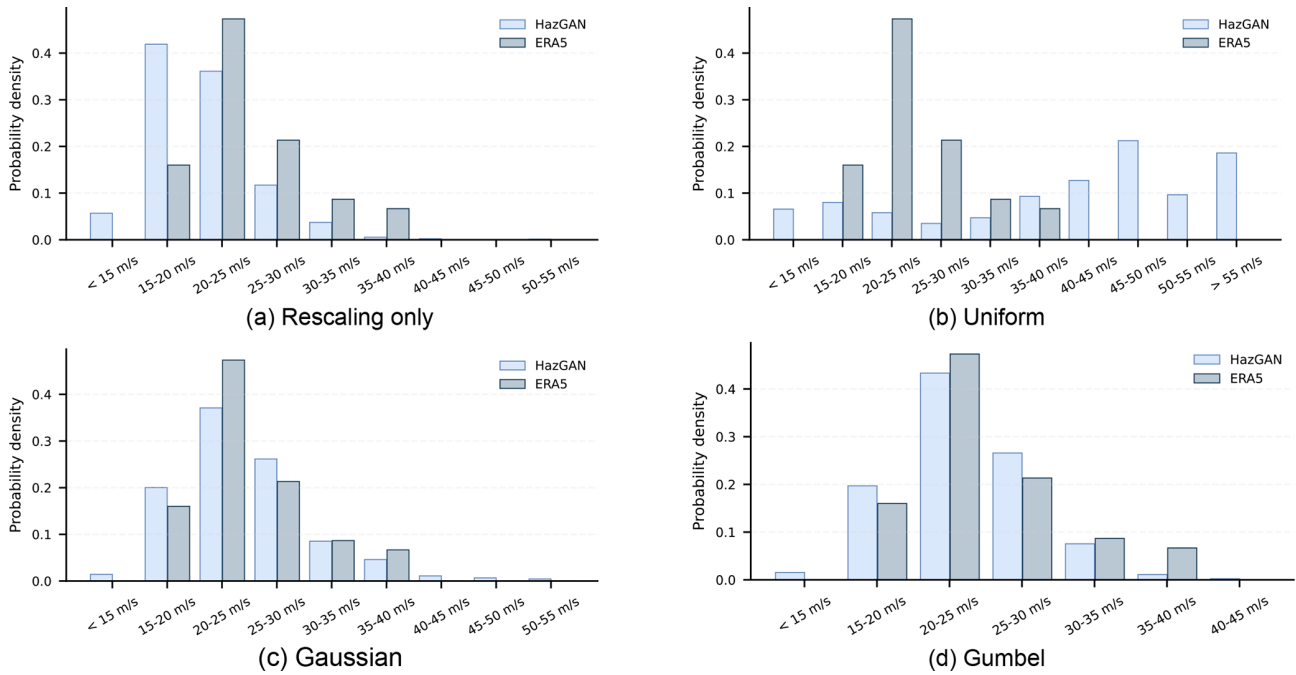 Probability density
0.4
0.3
0.2
0.1
0.0
HazGAN
ERA5
< 15 m/s
15-20 m/s
20-25 m/s
25-30 m/s
30-35 m/s
35-40 m/s
40-45 m/s
45-50 m/s
50-55 m/s
(a) Rescaling only
Probability density
0.4
0.3
0.2
0.1
0.0
HazGAN
ERA5
< 15 m/s
15-20 m/s
20-25 m/s
25-30 m/s
30-35 m/s
35-40 m/s
40-45 m/s
45-50 m/s
50-55 m/s
> 55 m/s
(b) Uniform
Probability density
0.4
0.3
0.2
0.1
0.0
HazGAN
ERA5
< 15 m/s
15-20 m/s
20-25 m/s
25-30 m/s
30-35 m/s
35-40 m/s
40-45 m/s
45-50 m/s
50-55 m/s
(c) Gaussian
Probability density
0.4
0.3
0.2
0.1
0.0
HazGAN
ERA5
< 15 m/s
15-20 m/s
20-25 m/s
25-30 m/s
30-35 m/s
35-40 m/s
40-45 m/s
(d) Gumbel